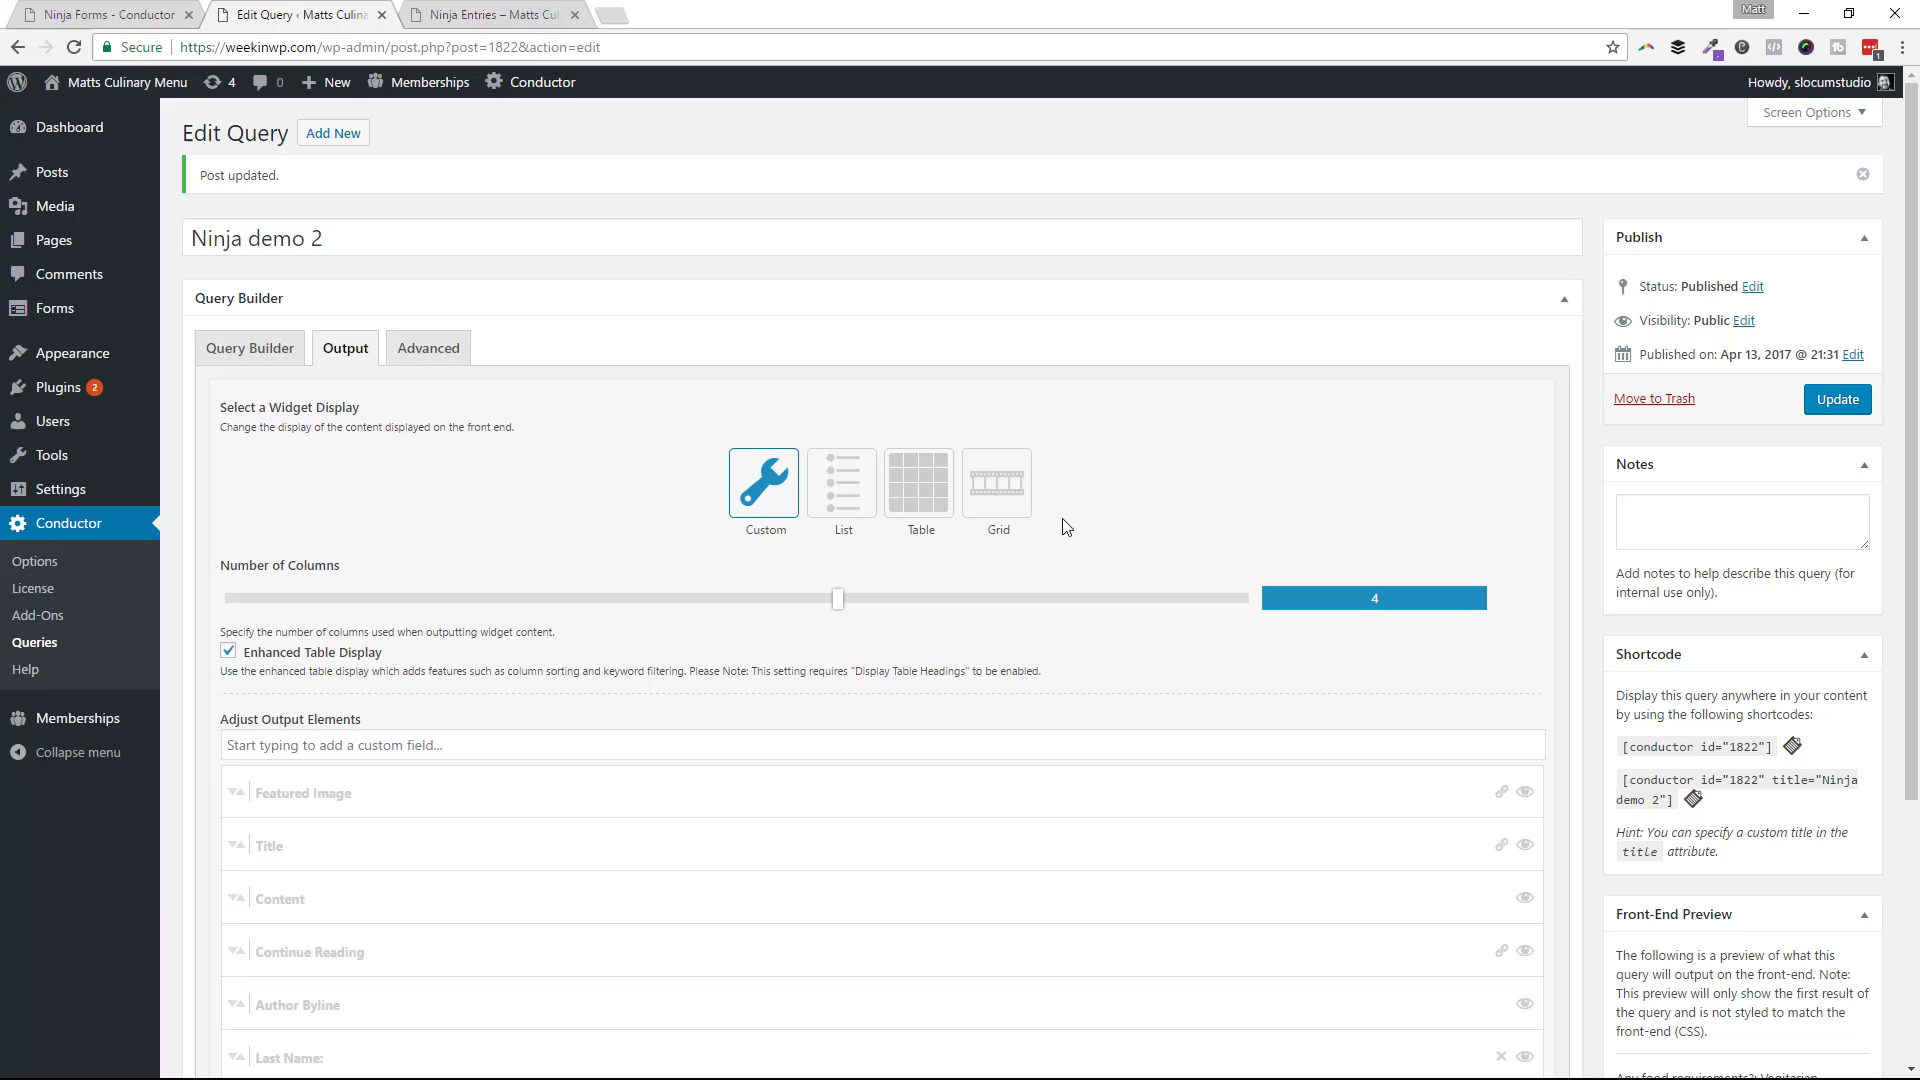 Ninja Forms - Conductor
Edit Query ‹ Matts Culina
Ninja Entries – Matts Cul
Matt
Secure
https://weekinwp.com/wp-admin/post.php?post=1822&action=edit
1
Matts Culinary Menu
4
0
New
Memberships
Conductor
Howdy, slocumstudio
Dashboard
Posts
Media
Pages
Comments
Forms
Appearance
Plugins 2
Users
Tools
Settings
Conductor
Options
License
Add-Ons
Queries
Help
Memberships
Collapse menu
Screen Options
Edit Query
Add New
Post updated.
Ninja demo 2
Query Builder
Query Builder
Output
Advanced
Select a Widget Display
Change the display of the content displayed on the front end.
Custom
List
Table
Grid
Number of Columns
4
Specify the number of columns used when outputting widget content.
Enhanced Table Display
Use the enhanced table display which adds features such as column sorting and keyword filtering. Please Note: This setting requires "Display Table Headings" to be enabled.
Adjust Output Elements
Start typing to add a custom field...
Featured Image
Title
Content
Continue Reading
Author Byline
Last Name:
Publish
Status: Published Edit
Visibility: Public Edit
Published on: Apr 13, 2017 @ 21:31 Edit
Move to Trash
Update
Notes
Add notes to help describe this query (for
internal use only).
Shortcode
Display this query anywhere in your content
by using the following shortcodes:
[conductor id="1822"]
[conductor id="1822" title="Ninja
demo 2"]
Hint: You can specify a custom title in the
title attribute.
Front-End Preview
The following is a preview of what this
query will output on the front-end. Note:
This preview will only show the first result of
the query and is not styled to match the
front-end (CSS).
Any food requirements?: Vegitarian